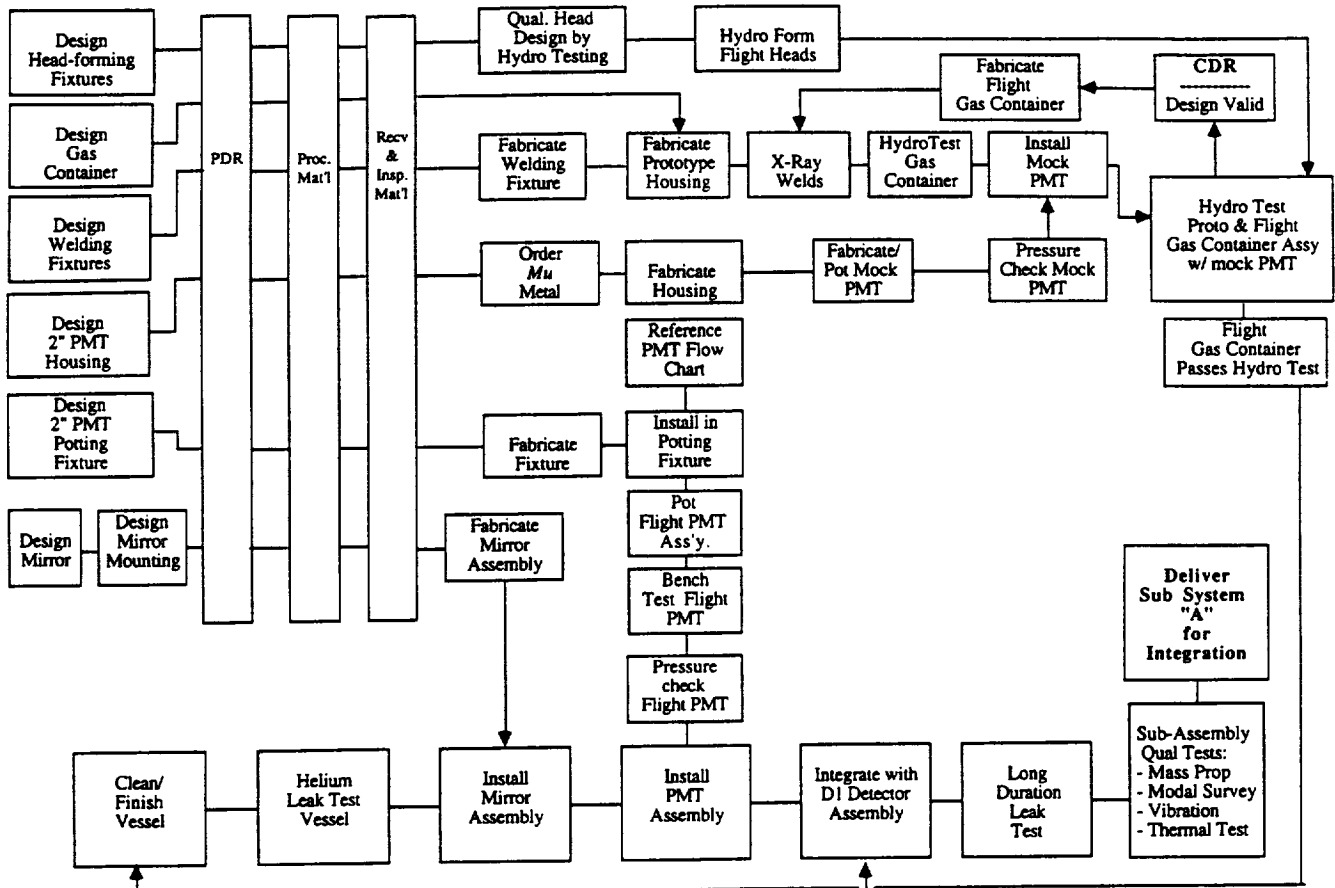 Design
Head-forming
Fixtures
Design
Gas
Container
Design
Welding
Fixtures
Design
2" PMT
Housing
Design
2" PMT
Potting
Fixture
Design
Mirror
Design
Mirror
Mounting
PDR
Proc.
Mat'l
Recv
&
Insp.
Mat'l
Qual. Head
Design by
Hydro Testing
Hydro Form
Flight Heads
Fabricate
Flight
Gas Container
CDR
Design Valid
Fabricate
Welding
Fixture
Fabricate
Prototype
Housing
X-Ray
Welds
HydroTest
Gas
Container
Install
Mock
PMT
Hydro Test
Proto & Flight
Gas Container Assy
w/ mock PMT
Order
Mu
Metal
Fabricate
Housing
Fabricate/
Pot Mock
PMT
Pressure
Check Mock
PMT
Flight
Gas Container
Passes Hydro Test
Reference
PMT Flow
Chart
Fabricate
Fixture
Install in
Potting
Fixture
Pot
Flight PMT
Ass'y.
Fabricate
Mirror
Assembly
Bench
Test Flight
PMT
Pressure
check
Flight PMT
Deliver
Sub System
"A"
for
Integration
Clean/
Finish
Vessel
Helium
Leak Test
Vessel
Install
Mirror
Assembly
Install
PMT
Assembly
Integrate with
D1 Detector
Assembly
Long
Duration
Leak
Test
Sub-Assembly
Qual Tests:
- Mass Prop
- Modal Survey
- Vibration
- Thermal Test